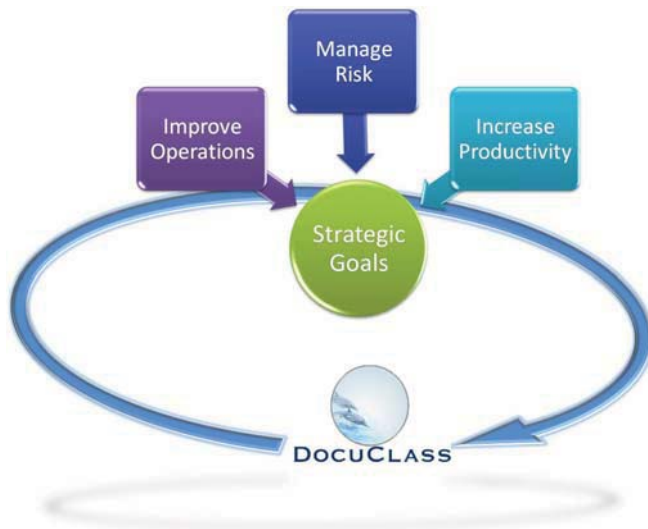 Manage
Risk
Improve
Operations
Increase
Productivity
Strategic
Goals
DOCUCLASS